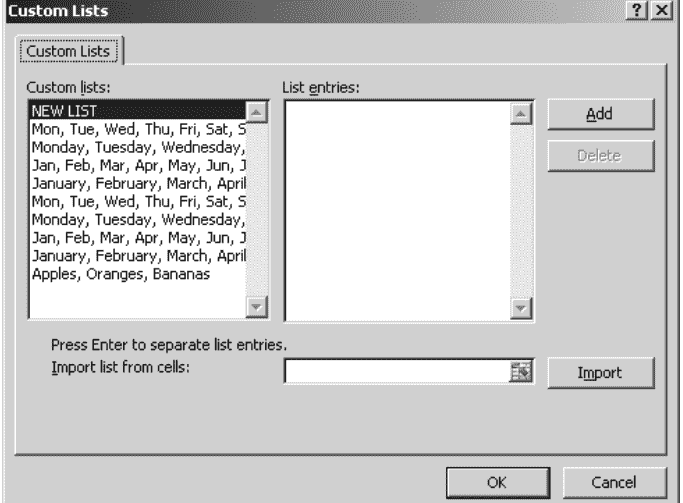 Custom Lists
Custom Lists
Custom lists:
List entries:
NEW LIST
Mon, Tue, Wed, Thu, Fri, Sat, S
Monday, Tuesday, Wednesday,
Jan, Feb, Mar, Apr, May, Jun, J
January, February, March, April
Mon, Tue, Wed, Thu, Fri, Sat, S
Monday, Tuesday, Wednesday,
Jan, Feb, Mar, Apr, May, Jun, J
January, February, March, April
Apples, Oranges, Bananas
Add
Delete
Press Enter to separate list entries.
Import list from cells:
Import
OK
Cancel